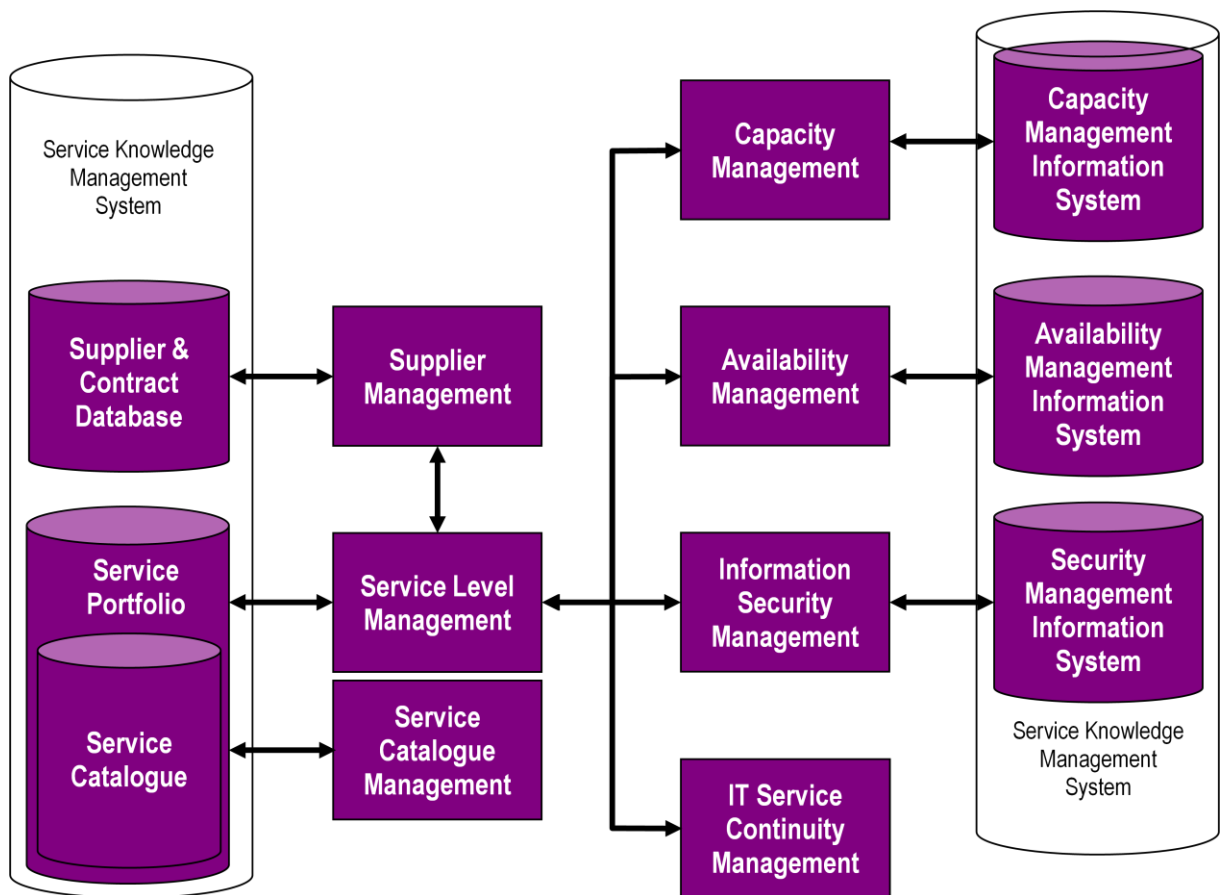 Service Knowledge
Management
System
Supplier &
Contract
Database
Service
Portfolio
Service
Catalogue
Supplier
Management
Service Level
Management
Service
Catalogue
Management
Capacity
Management
Availability
Management
Information
Security
Management
IT Service
Continuity
Management
Capacity
Management
Information
System
Availability
Management
Information
System
Security
Management
Information
System
Service Knowledge
Management
System